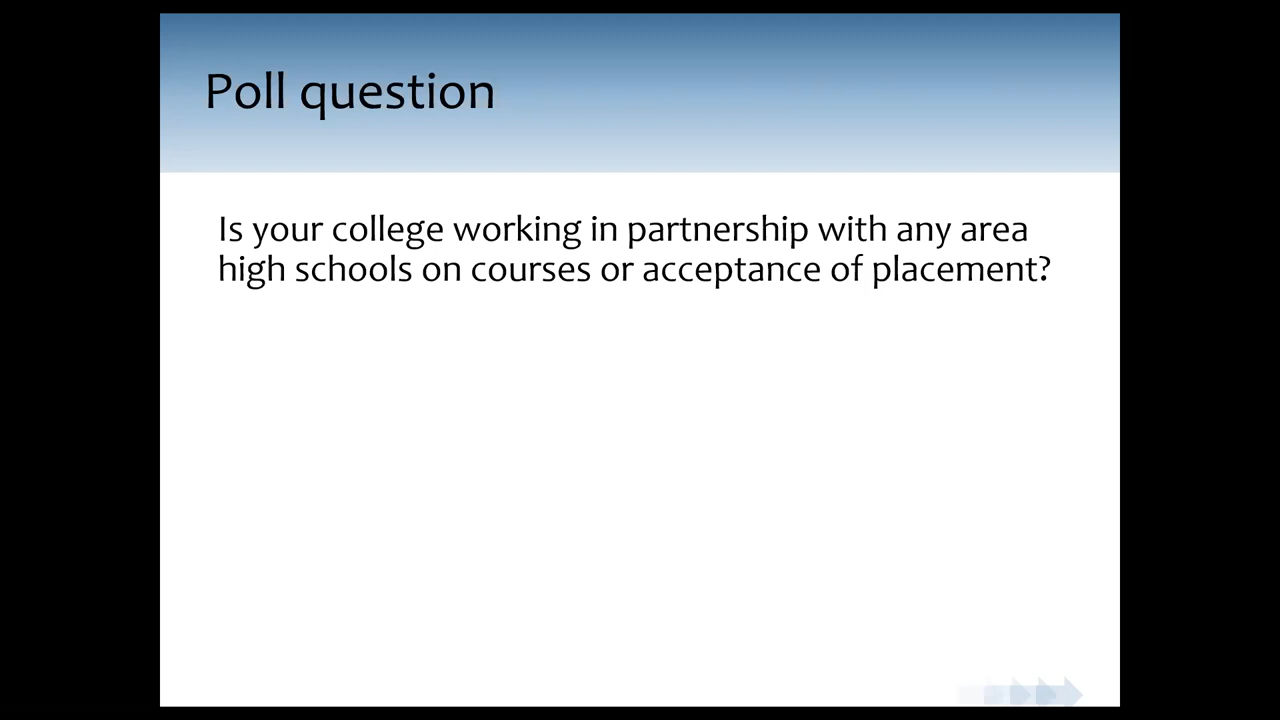 Poll question
Is your college working in partnership with any area
high schools on courses or acceptance of placement?